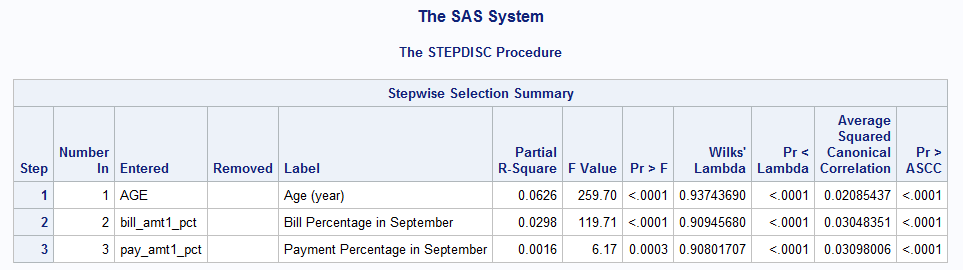 The SAS System
The STEPDISC Procedure
Stepwise Selection Summary
Step Number In Entered Removed Label Partial R-Square F Value Pr > F Wilks' Lambda Pr < Lambda Average Squared Canonical Correlation Pr > ASCC
1 1 AGE Age (year) 0.0626 259.70 <.0001 0.93743690 <.0001 0.02085437 <.0001
2 2 bill_amt1_pct Bill Percentage in September 0.0298 119.71 <.0001 0.90945680 <.0001 0.03048351 <.0001
3 3 pay_amt1_pct Payment Percentage in September 0.0016 6.17 0.0003 0.90801707 <.0001 0.03098006 <.0001